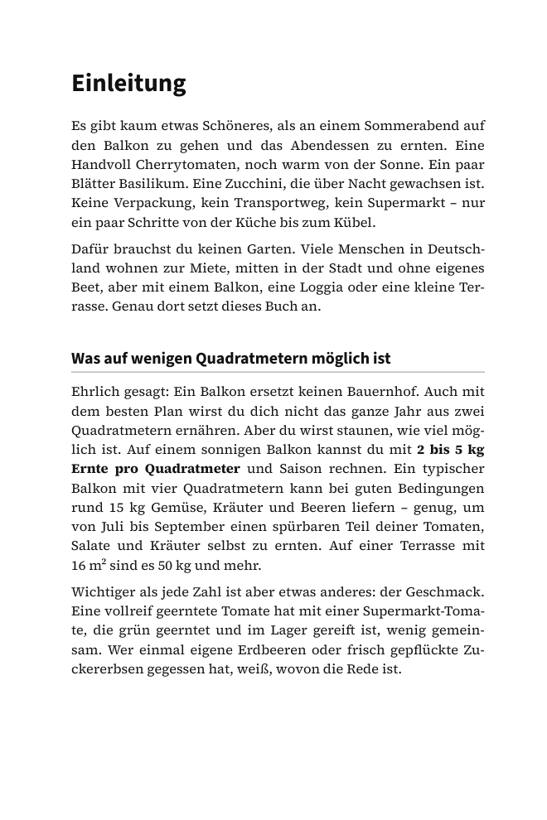 Einleitung
Es gibt kaum etwas Schöneres, als an einem Sommerabend auf
den Balkon zu gehen und das Abendessen zu ernten. Eine
Handvoll Cherrytomaten, noch warm von der Sonne. Ein paar
Blätter Basilikum. Eine Zucchini, die über Nacht gewachsen ist.
Keine Verpackung, kein Transportweg, kein Supermarkt – nur
ein paar Schritte von der Küche bis zum Kübel.
Dafür brauchst du keinen Garten. Viele Menschen in Deutsch-
land wohnen zur Miete, mitten in der Stadt und ohne eigenes
Beet, aber mit einem Balkon, eine Loggia oder eine kleine Ter-
rasse. Genau dort setzt dieses Buch an.
Was auf wenigen Quadratmetern möglich ist
Ehrlich gesagt: Ein Balkon ersetzt keinen Bauernhof. Auch mit
dem besten Plan wirst du dich nicht das ganze Jahr aus zwei
Quadratmetern ernähren. Aber du wirst staunen, wie viel mög-
lich ist. Auf einem sonnigen Balkon kannst du mit 2 bis 5 kg
Ernte pro Quadratmeter und Saison rechnen. Ein typischer
Balkon mit vier Quadratmetern kann bei guten Bedingungen
rund 15 kg Gemüse, Kräuter und Beeren liefern – genug, um
von Juli bis September einen spürbaren Teil deiner Tomaten,
Salate und Kräuter selbst zu ernten. Auf einer Terrasse mit
16 m² sind es 50 kg und mehr.
Wichtiger als jede Zahl ist aber etwas anderes: der Geschmack.
Eine vollreif geerntete Tomate hat mit einer Supermarkt-Toma-
te, die grün geerntet und im Lager gereift ist, wenig gemein-
sam. Wer einmal eigene Erdbeeren oder frisch gepflückte Zu-
ckererbsen gegessen hat, weiß, wovon die Rede ist.